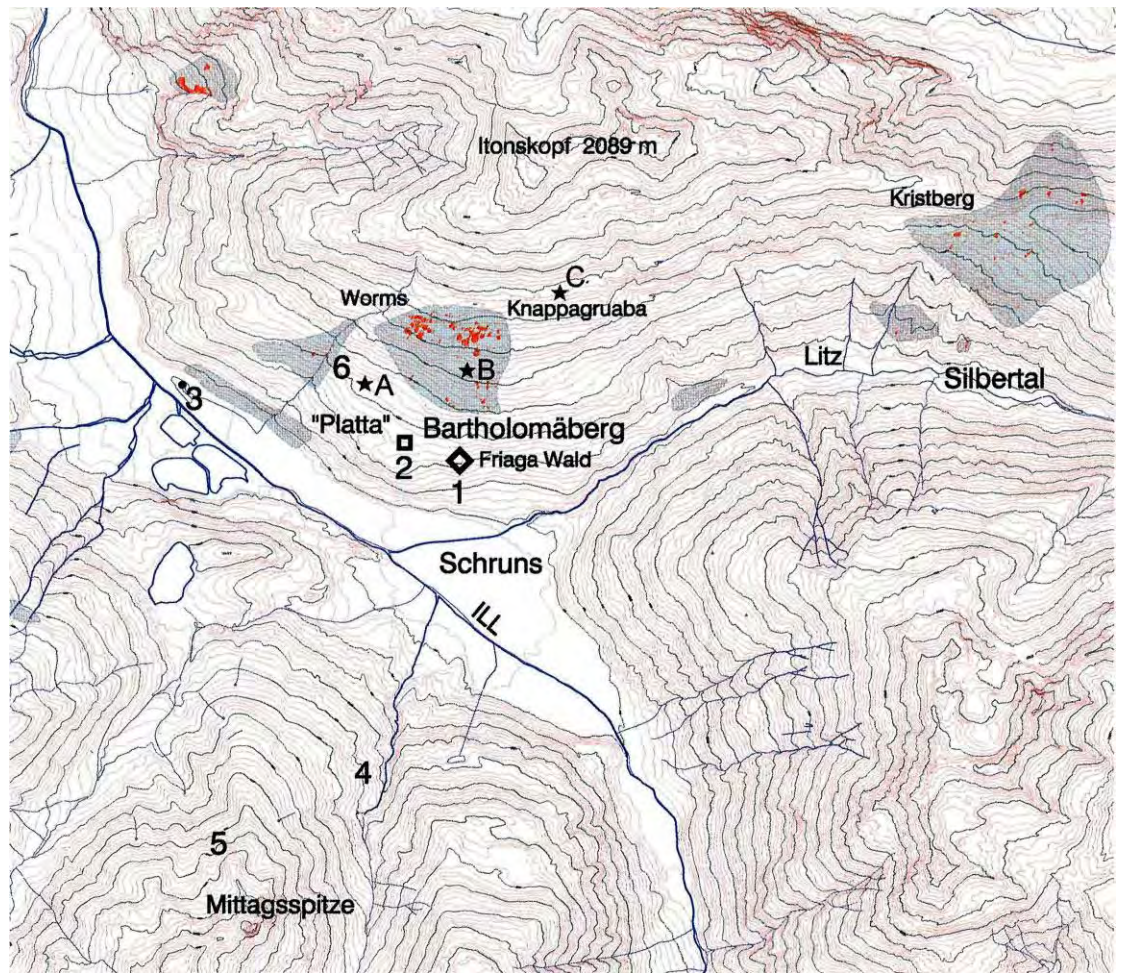 Itonskopf 2089 m
Kristberg
C
Knappagruaba
Worms
Litz
Silbertal
6
A
B
3
"Platta"
Bartholomäberg
2
Friaga Wald
1
Schruns
ILL
4
5
Mittagsspitze